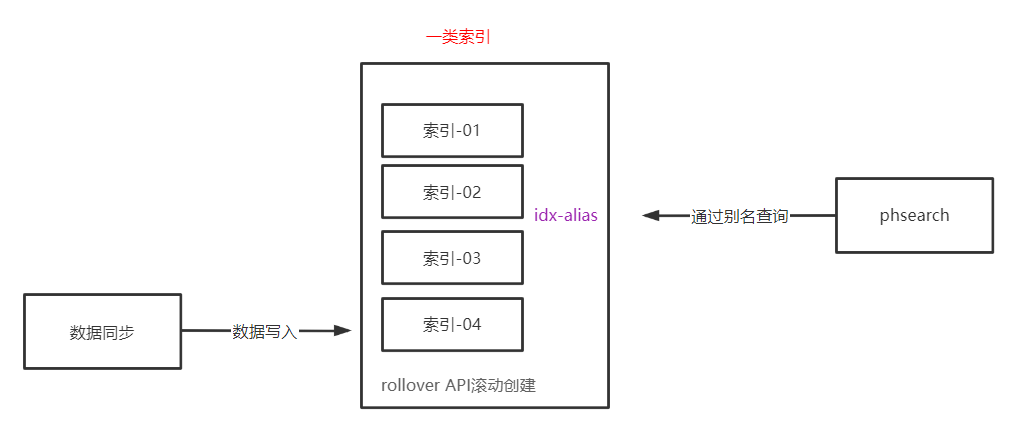 一类索引
索引-01
索引-02
idx-alias
通过别名查询
phsearch
索引-03
索引-04
数据同步
数据写入
rollover API滚动创建